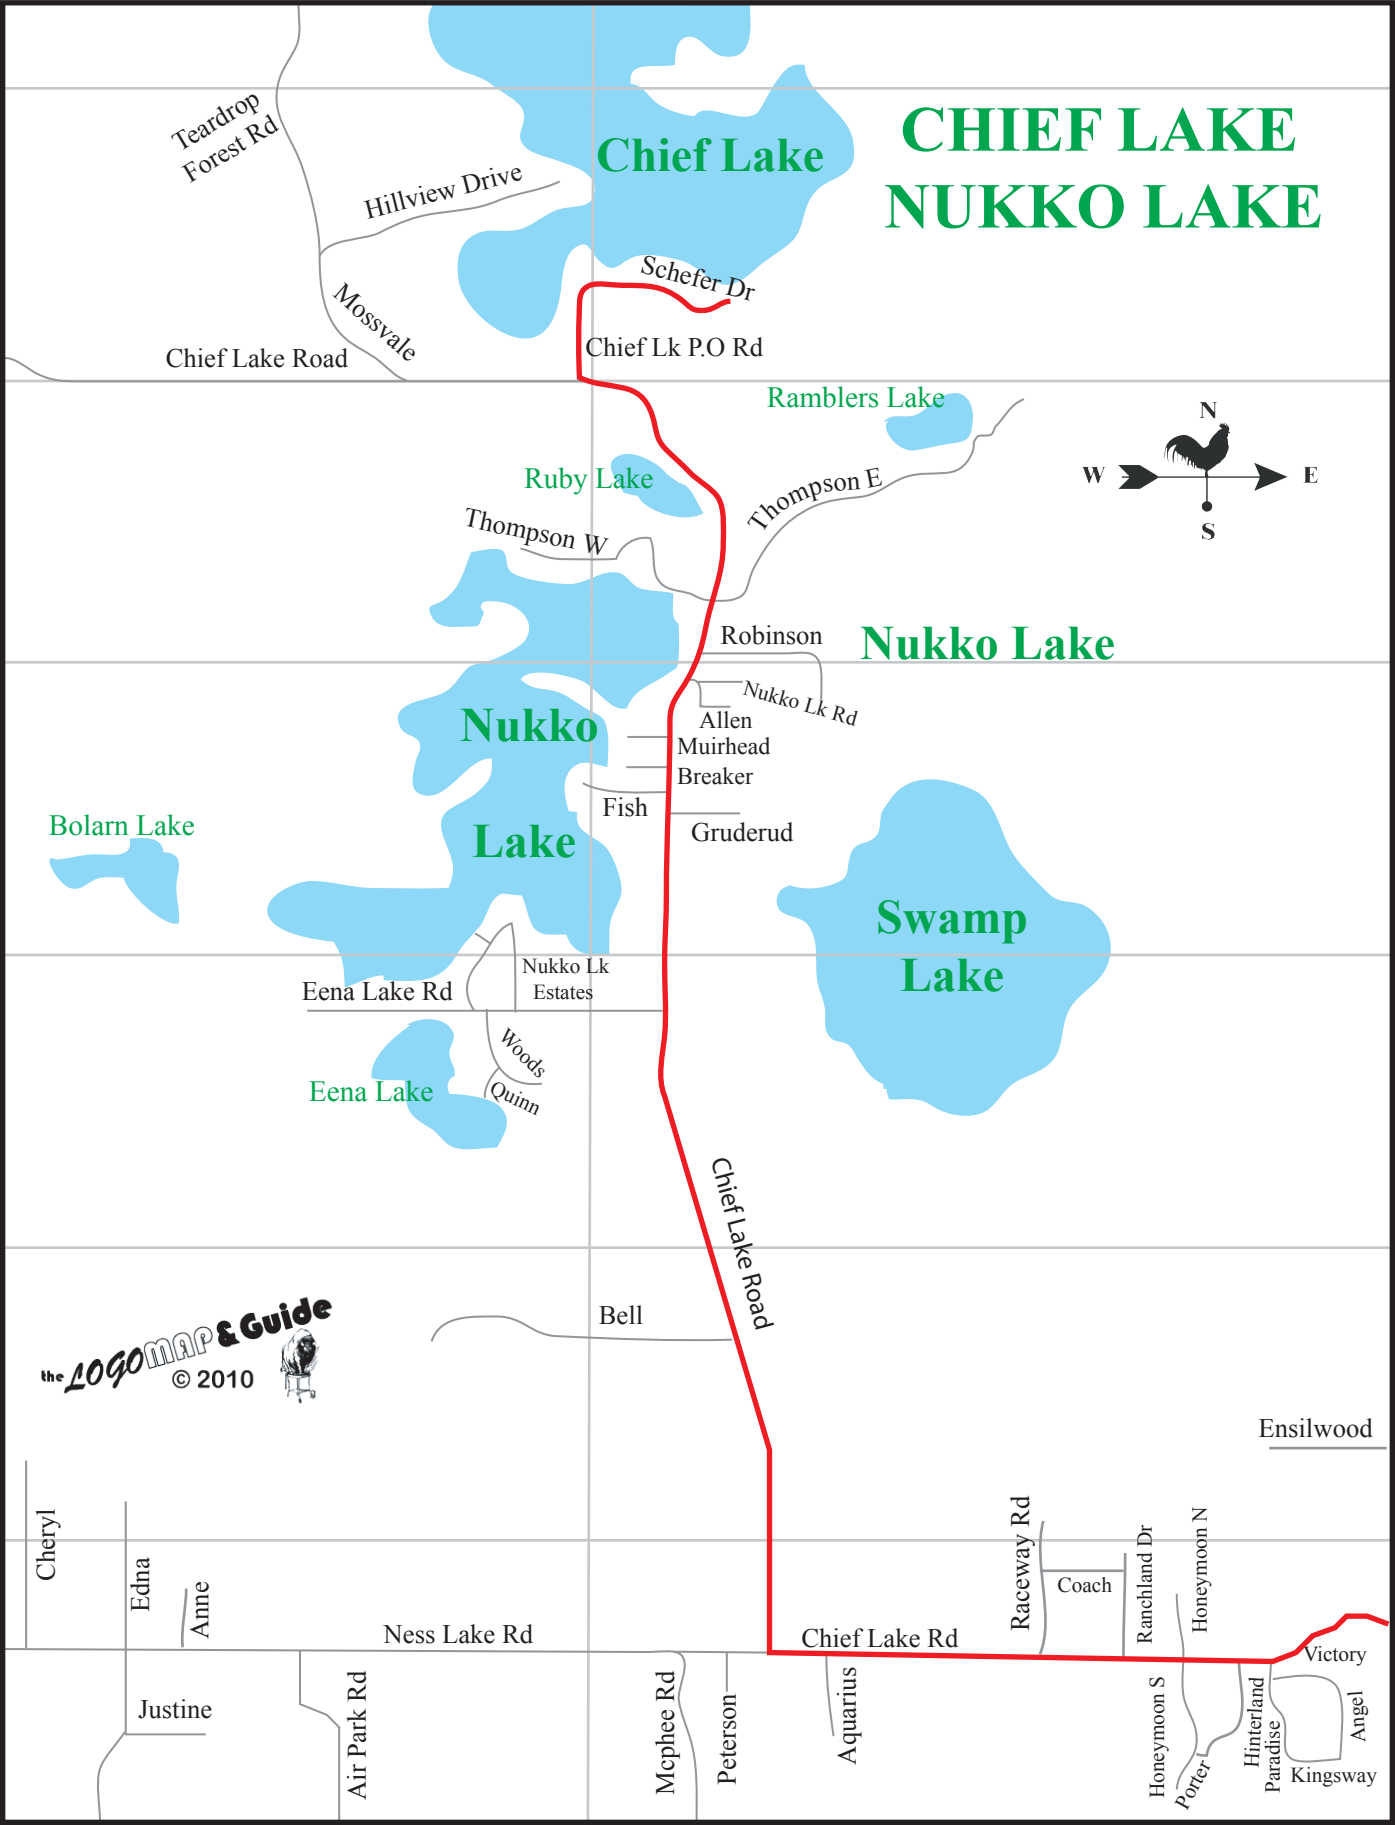 CHIEF LAKE
NUKKO LAKE
Teardrop
Forest Rd
Hillview Drive
Chief Lake
Schefer Dr
Mossvale
Chief Lake Road
Chief Lk P.O Rd
Ramblers Lake
N
W
E
S
Ruby Lake
Thompson E
Thompson W
Robinson
Nukko Lake
Nukko Lk Rd
Allen
Nukko
Lake
Muirhead
Breaker
Fish
Gruderud
Bolarn Lake
Swamp
Lake
Nukko Lk
Estates
Eena Lake Rd
Woods
Quinn
Eena Lake
Chief Lake Road
Bell
the LOGOMAP & Guide
© 2010
Ensilwood
Cheryl
Edna
Anne
Raceway Rd
Coach
Ranchland Dr
Honeymoon N
Ness Lake Rd
Chief Lake Rd
Victory
Justine
Air Park Rd
Mcphee Rd
Peterson
Aquarius
Honeymoon S
Porter
Hinterland
Paradise
Angel
Kingsway